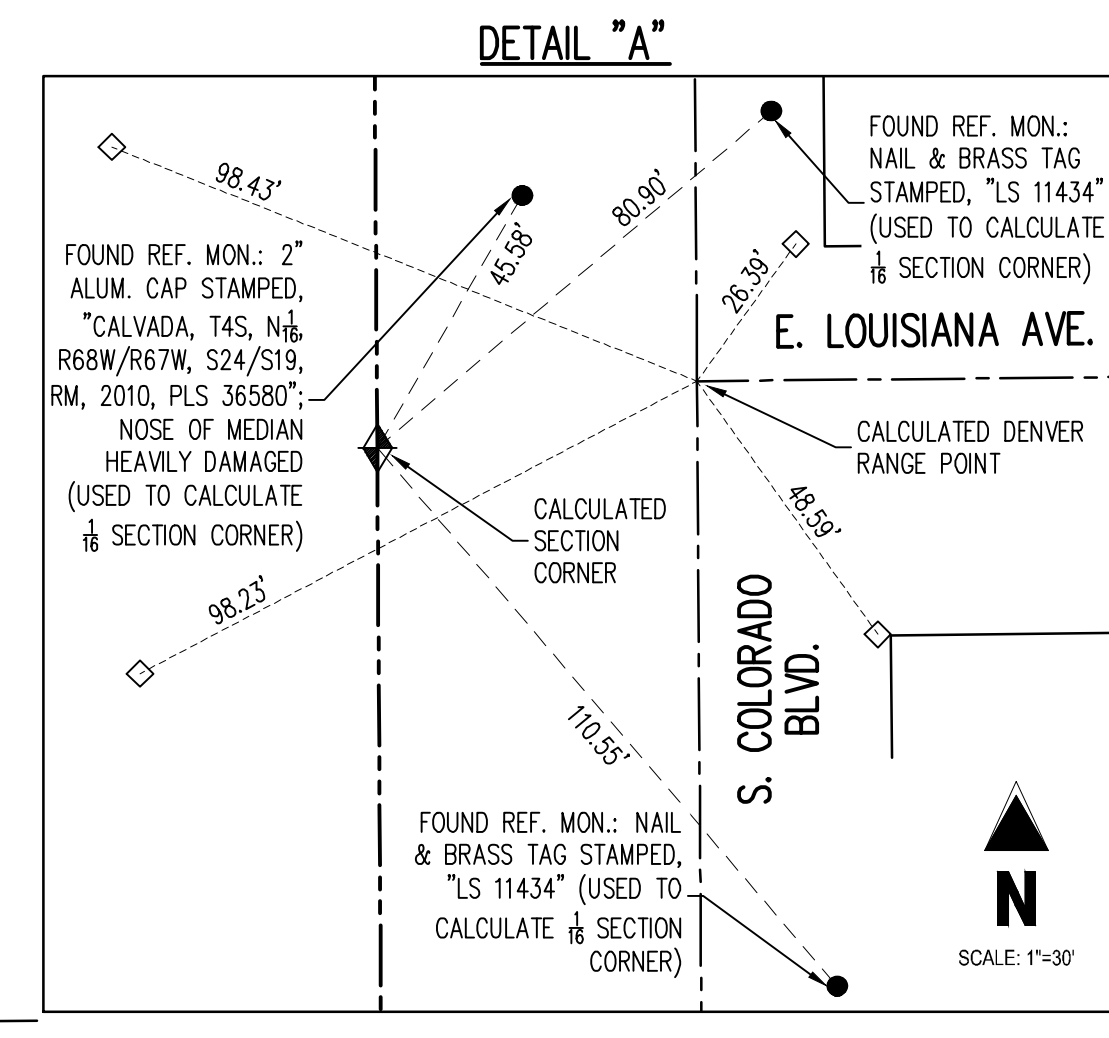 DETAIL "A"
98.43'
45.58'
80.90'
26.39'
FOUND REF. MON.:
NAIL & BRASS TAG
STAMPED, "LS 11434"
(USED TO CALCULATE
1/16 SECTION CORNER)
FOUND REF. MON.: 2"
ALUM. CAP STAMPED,
"CALVADA, T4S, N1/16,
R68W/R67W, S24/S19,
RM, 2010, PLS 36580";
NOSE OF MEDIAN
HEAVILY DAMAGED
(USED TO CALCULATE
1/16 SECTION CORNER)
E. LOUISIANA AVE.
CALCULATED DENVER
RANGE POINT
CALCULATED
SECTION
CORNER
48.59'
98.23'
S. COLORADO
BLVD.
110.55'
FOUND REF. MON.: NAIL
& BRASS TAG STAMPED,
"LS 11434" (USED TO
CALCULATE 1/16 SECTION
CORNER)
N
SCALE: 1"=30'